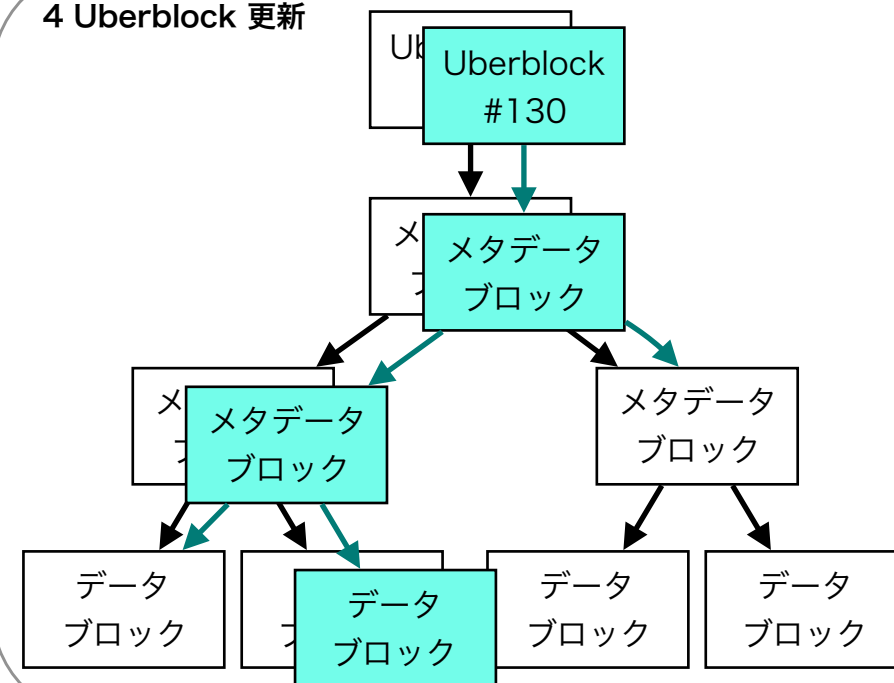 4 Uberblock 更新
Uberblock
#130
メタデータ
ブロック
メタデータ
ブロック
メタデータ
ブロック
データ
ブロック
データ
ブロック
データ
ブロック
データ
ブロック